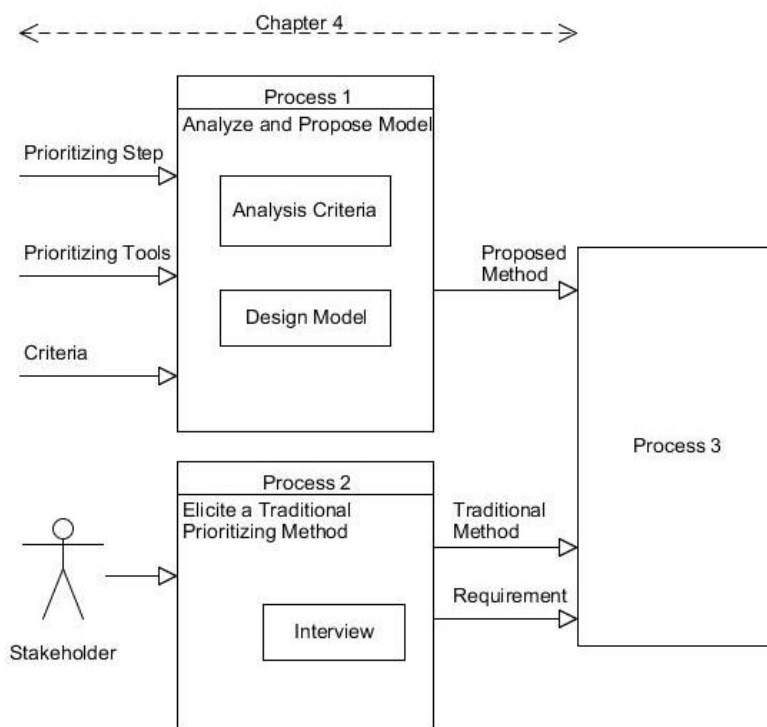 Chapter 4
Process 1
Analyze and Propose Model
Prioritizing Step
Analysis Criteria
Prioritizing Tools
Proposed
Method
Design Model
Criteria
Process 3
Process 2
Elicite a Traditional
Prioritizing Method
Traditional
Method
Requirement
Interview
Stakeholder